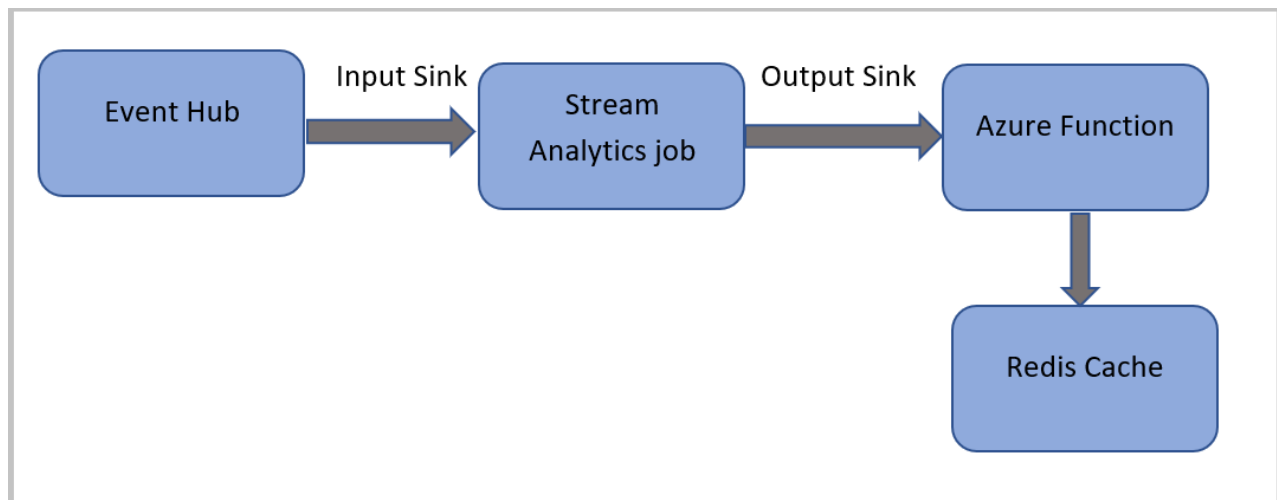 Event Hub
Input Sink
Stream
Analytics job
Output Sink
Azure Function
Redis Cache